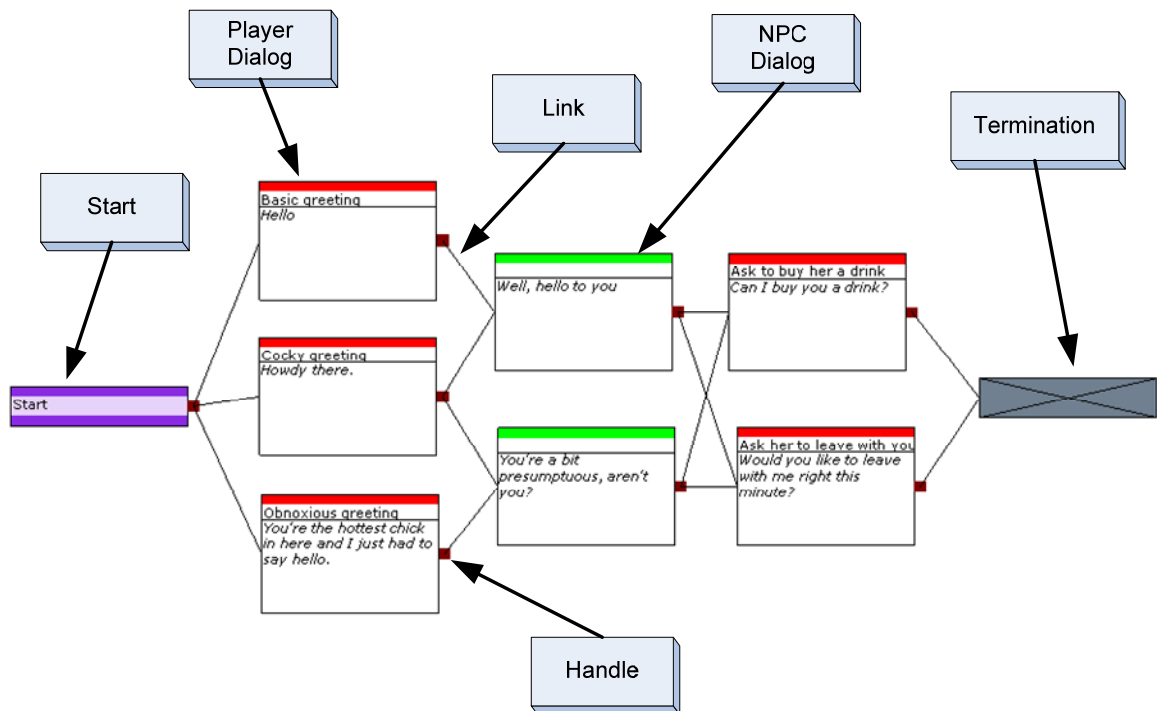 Player
Dialog
NPC
Dialog
Link
Termination
Start
Basic greeting
Hello
Well, hello to you
Ask to buy her a drink
Can I buy you a drink?
Cocky greeting
Howdy there.
Start
You're a bit
presumptuous, aren't
you?
Ask her to leave with you
Would you like to leave
with me right this
minute?
Obnoxious greeting
You're the hottest chick
in here and I just had to
say hello.
Handle